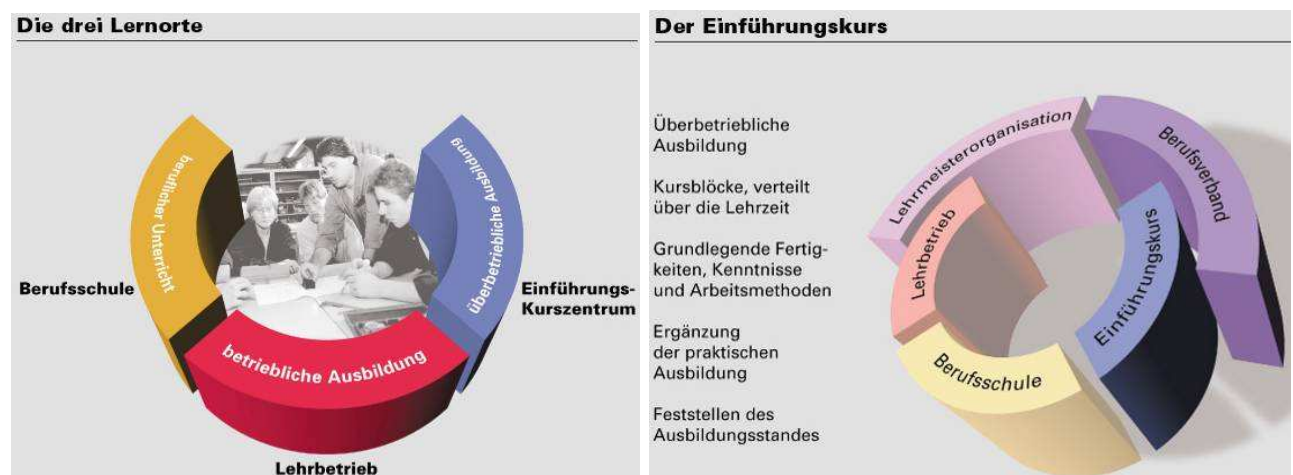 Die drei Lernorte
beruflicher Unterricht
überbetriebliche Ausbildung
Berufsschule
Einführungs-
Kurszentrum
betriebliche Ausbildung
Lehrbetrieb
Der Einführungskurs
Überbetriebliche
Ausbildung
Kursblöcke, verteilt
über die Lehrzeit
Grundlegende Fertig-
keiten, Kenntnisse
und Arbeitsmethoden
Ergänzung
der praktischen
Ausbildung
Feststellen des
Ausbildungsstandes
Lehrmeisterorganisation
Berufsverband
Lehrbetrieb
Einführungskurs
Berufsschule